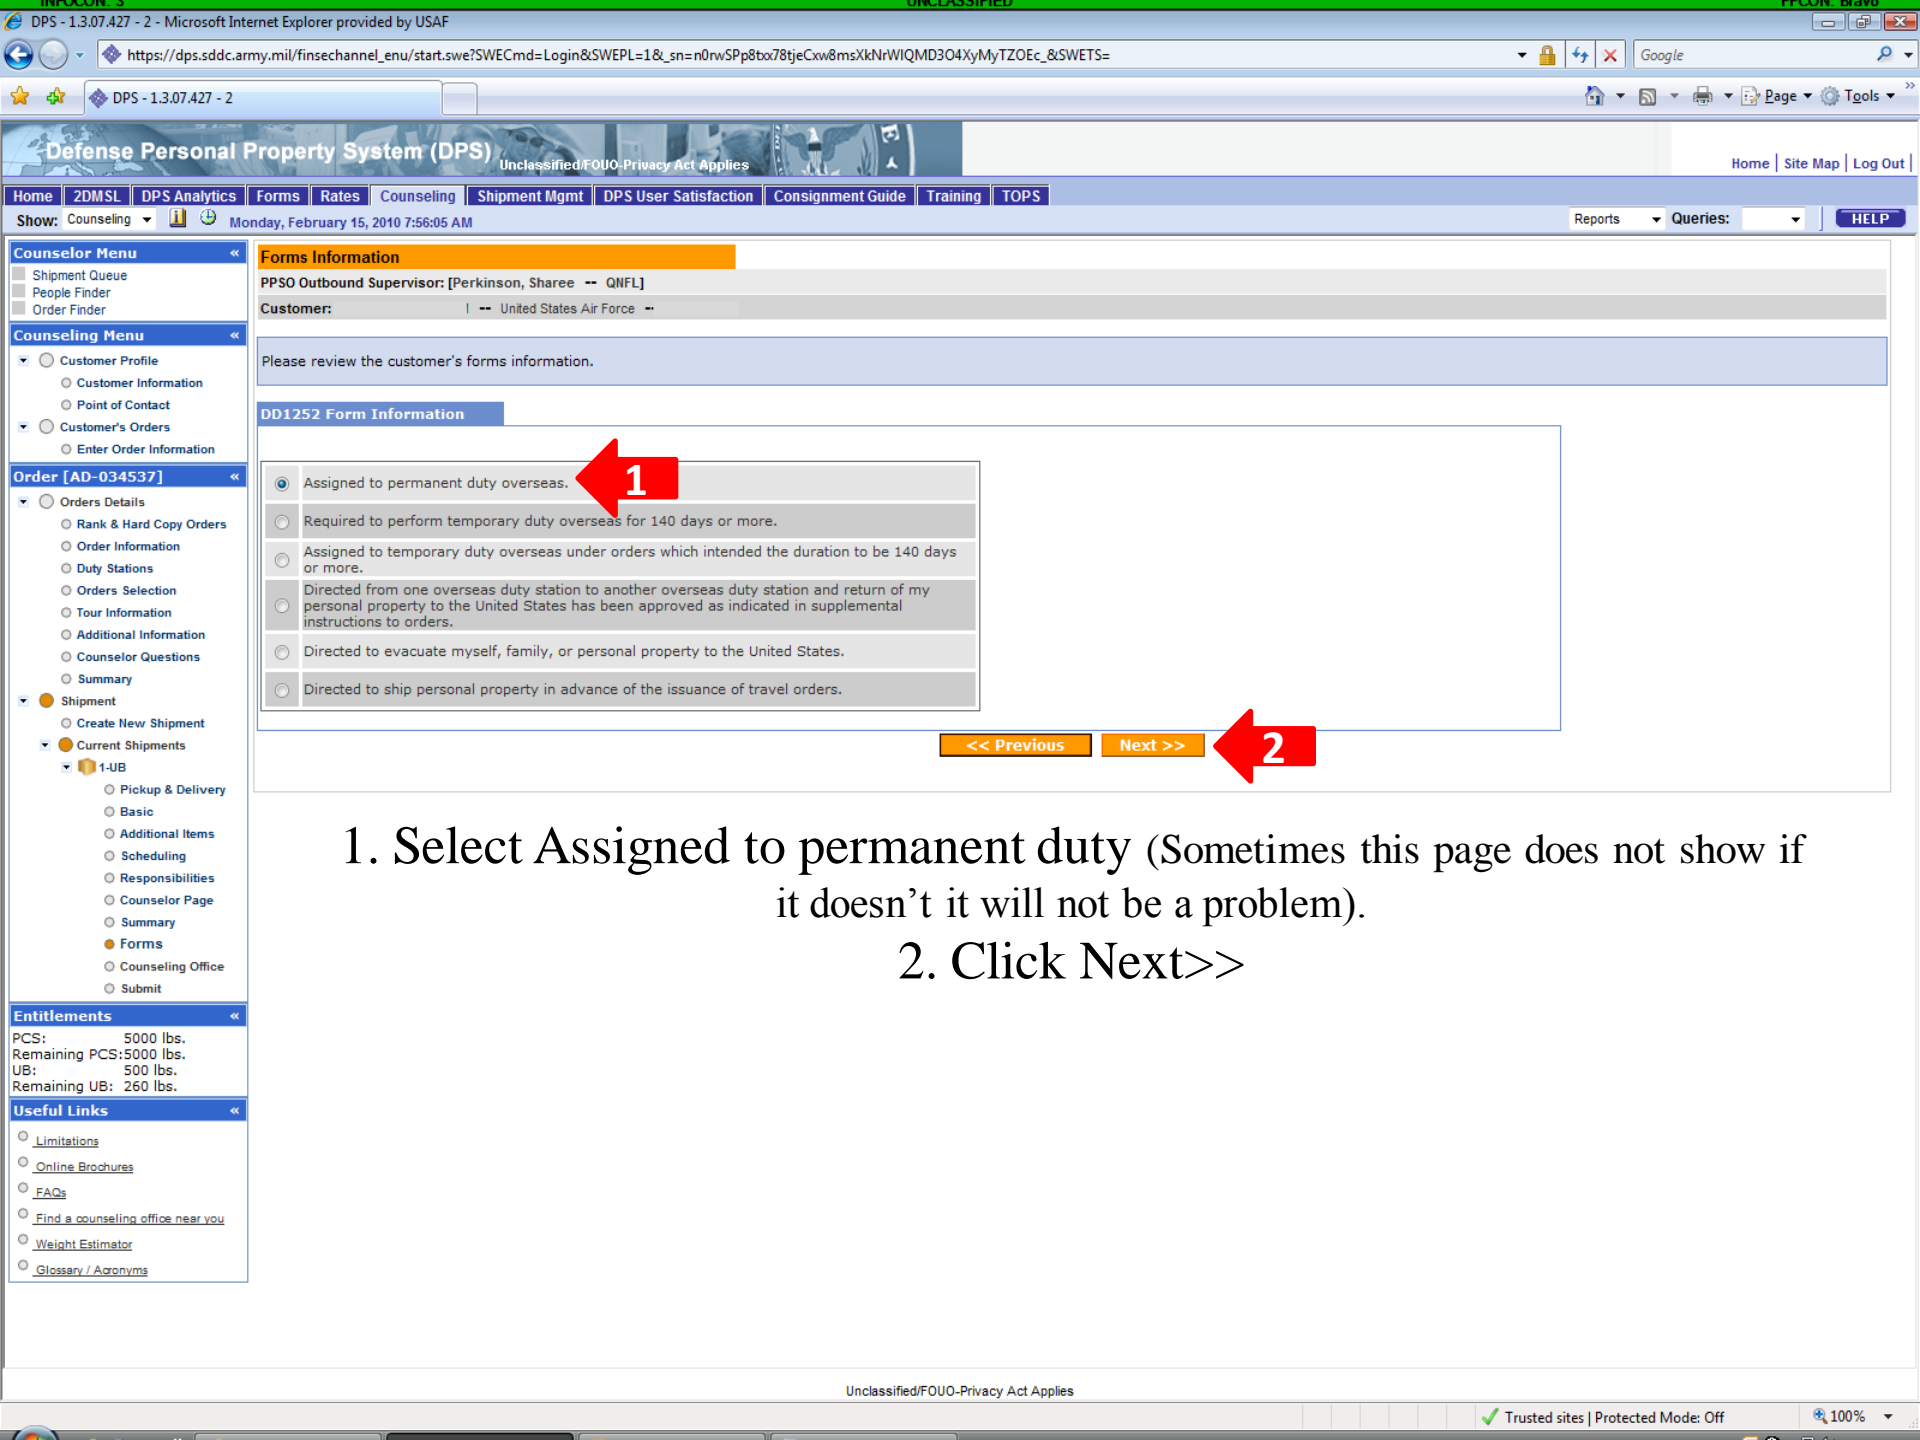 INFOCON: 3 UNCLASSIFIED FPCON: Bravo
DPS - 1.3.07.427 - 2 - Microsoft Internet Explorer provided by USAF
https://dps.sddc.army.mil/finsechannel_enu/start.swe?SWECmd=Login&SWEPL=1&_sn=n0rwSPp8txx78tjeCxw8msXkNrWIQMD3O4XyMyTZOEc_&SWETS= Google
DPS - 1.3.07.427 - 2 Page Tools
Defense Personal Property System (DPS) Unclassified/FOUO-Privacy Act Applies
Home | Site Map | Log Out |
Home 2DMSL DPS Analytics Forms Rates Counseling Shipment Mgmt DPS User Satisfaction Consignment Guide Training TOPS
Show: Counseling Monday, February 15, 2010 7:56:05 AM Reports Queries: HELP
Counselor Menu «
Shipment Queue
People Finder
Order Finder
Counseling Menu «
Customer Profile
Customer Information
Point of Contact
Customer's Orders
Enter Order Information
Order [AD-034537] «
Orders Details
Rank & Hard Copy Orders
Order Information
Duty Stations
Orders Selection
Tour Information
Additional Information
Counselor Questions
Summary
Shipment
Create New Shipment
Current Shipments
1-UB
Pickup & Delivery
Basic
Additional Items
Scheduling
Responsibilities
Counselor Page
Summary
Forms
Counseling Office
Submit
Entitlements «
PCS: 5000 lbs.
Remaining PCS:5000 lbs.
UB: 500 lbs.
Remaining UB: 260 lbs.
Useful Links «
Limitations
Online Brochures
FAQs
Find a counseling office near you
Weight Estimator
Glossary / Acronyms
Forms Information
PPSO Outbound Supervisor: [Perkinson, Sharee -- QNFL]
Customer: -- United States Air Force --
Please review the customer's forms information.
DD1252 Form Information
Assigned to permanent duty overseas. 1
Required to perform temporary duty overseas for 140 days or more.
Assigned to temporary duty overseas under orders which intended the duration to be 140 days
or more.
Directed from one overseas duty station to another overseas duty station and return of my
personal property to the United States has been approved as indicated in supplemental
instructions to orders.
Directed to evacuate myself, family, or personal property to the United States.
Directed to ship personal property in advance of the issuance of travel orders.
<< Previous Next >> 2
1. Select Assigned to permanent duty (Sometimes this page does not show if
it doesn’t it will not be a problem).
2. Click Next>>
Unclassified/FOUO-Privacy Act Applies
Trusted sites | Protected Mode: Off 100%